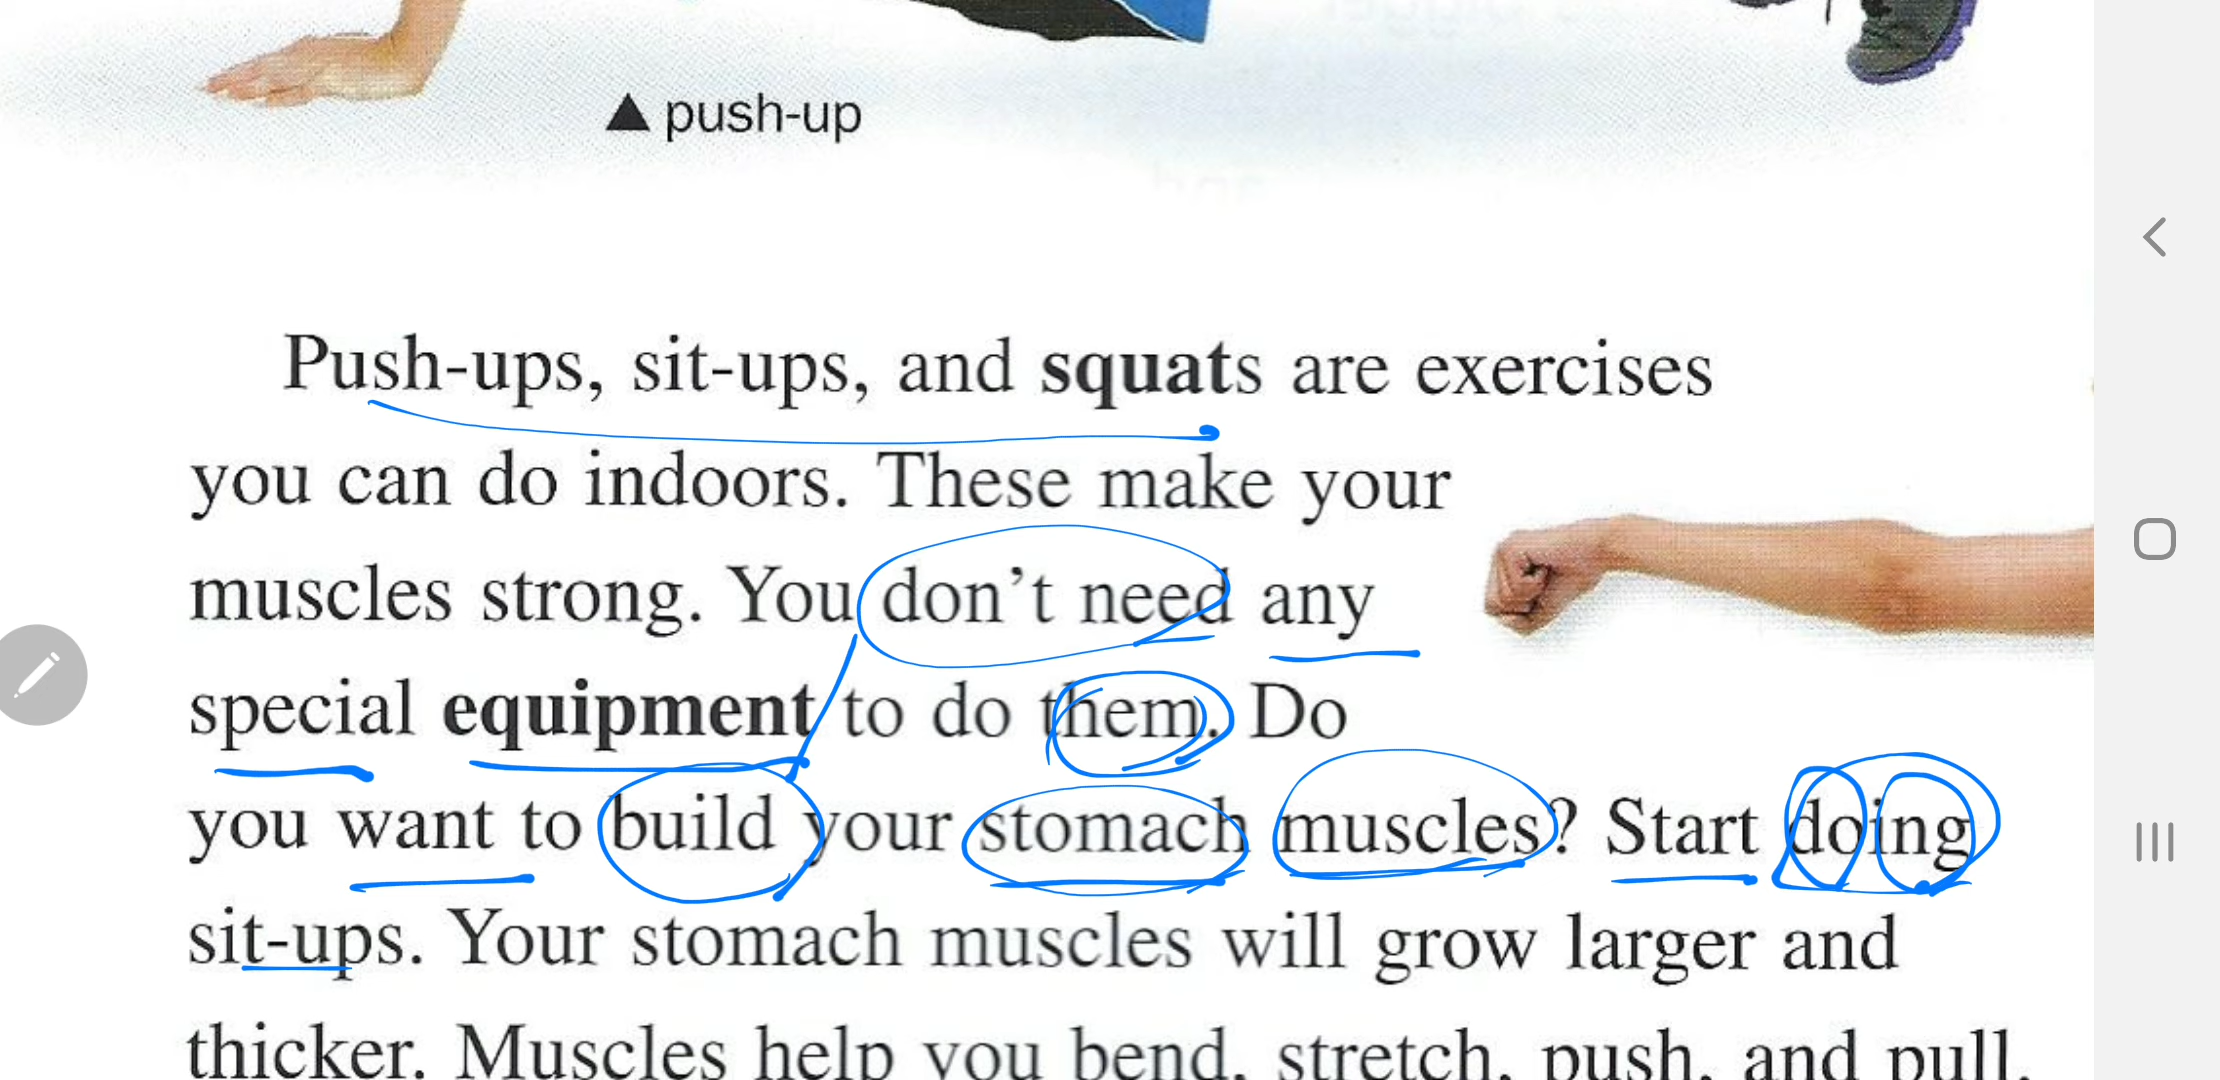 ▲ push-up
Push-ups, sit-ups, and squats are exercises
you can do indoors. These make your
muscles strong. You don't need any
special equipment to do them. Do
you want to build your stomach muscles? Start doing
sit-ups. Your stomach muscles will grow larger and
thicker. Muscles help you bend, stretch, push, and pull.